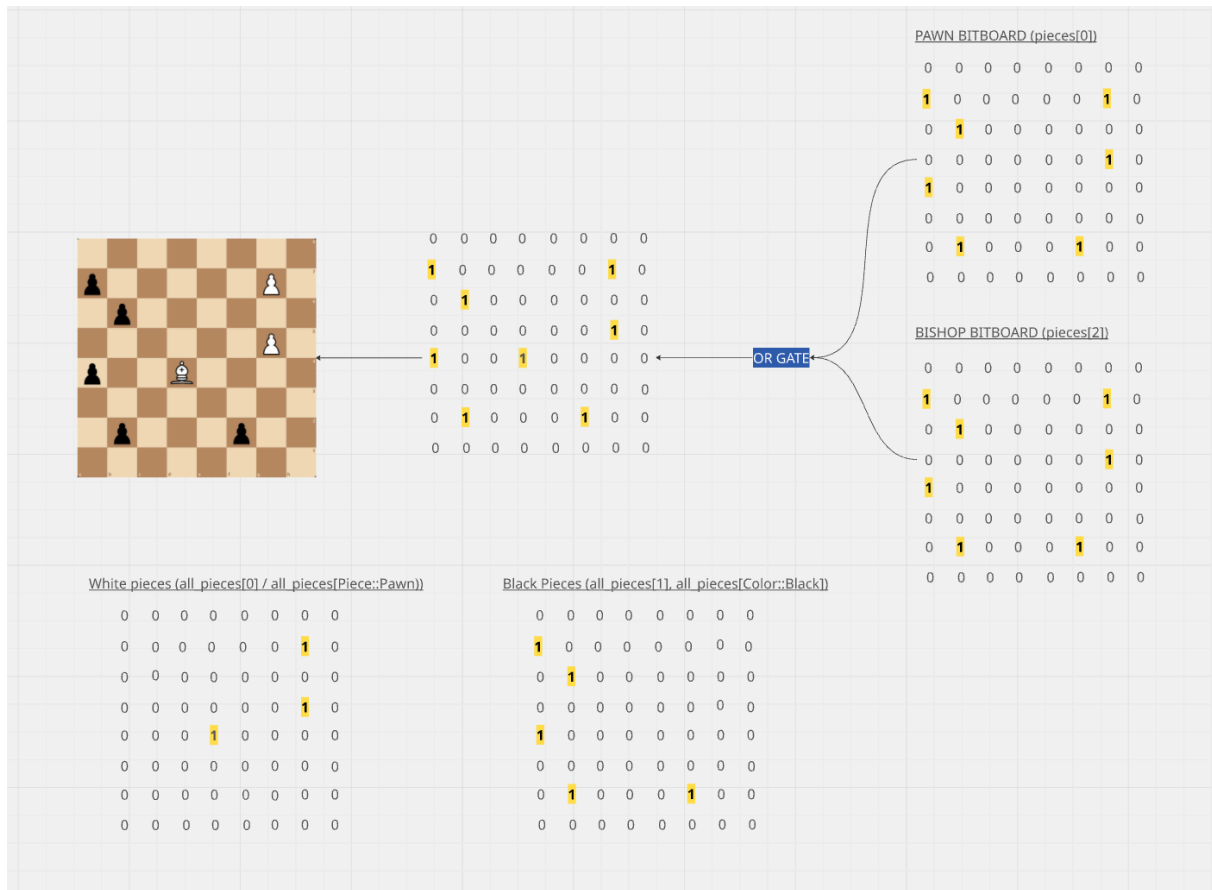 PAWN BITBOARD (pieces[0])
0 0 0 0 0 0 0 0
1 0 0 0 0 0 1 0
0 1 0 0 0 0 0 0
0 0 0 0 0 0 1 0
1 0 0 0 0 0 0 0
0 0 0 0 0 0 0 0
0 1 0 0 0 1 0 0
0 0 0 0 0 0 0 0
0 0 0 0 0 0 0 0
1 0 0 0 0 0 1 0
0 1 0 0 0 0 0 0
0 0 0 0 0 0 1 0
1 0 0 1 0 0 0 0
0 0 0 0 0 0 0 0
0 1 0 0 0 1 0 0
0 0 0 0 0 0 0 0
OR GATE
BISHOP BITBOARD (pieces[2])
0 0 0 0 0 0 0 0
1 0 0 0 0 0 1 0
0 1 0 0 0 0 0 0
0 0 0 0 0 0 1 0
1 0 0 0 0 0 0 0
0 0 0 0 0 0 0 0
0 1 0 0 0 1 0 0
0 0 0 0 0 0 0 0
White pieces (all_pieces[0] / all_pieces[Piece::Pawn))
0 0 0 0 0 0 0 0
0 0 0 0 0 0 1 0
0 0 0 0 0 0 0 0
0 0 0 0 0 0 1 0
0 0 0 1 0 0 0 0
0 0 0 0 0 0 0 0
0 0 0 0 0 0 0 0
0 0 0 0 0 0 0 0
Black Pieces (all_pieces[1], all_pieces[Color::Black])
0 0 0 0 0 0 0 0
1 0 0 0 0 0 0 0
0 1 0 0 0 0 0 0
0 0 0 0 0 0 0 0
1 0 0 0 0 0 0 0
0 0 0 0 0 0 0 0
0 1 0 0 0 1 0 0
0 0 0 0 0 0 0 0